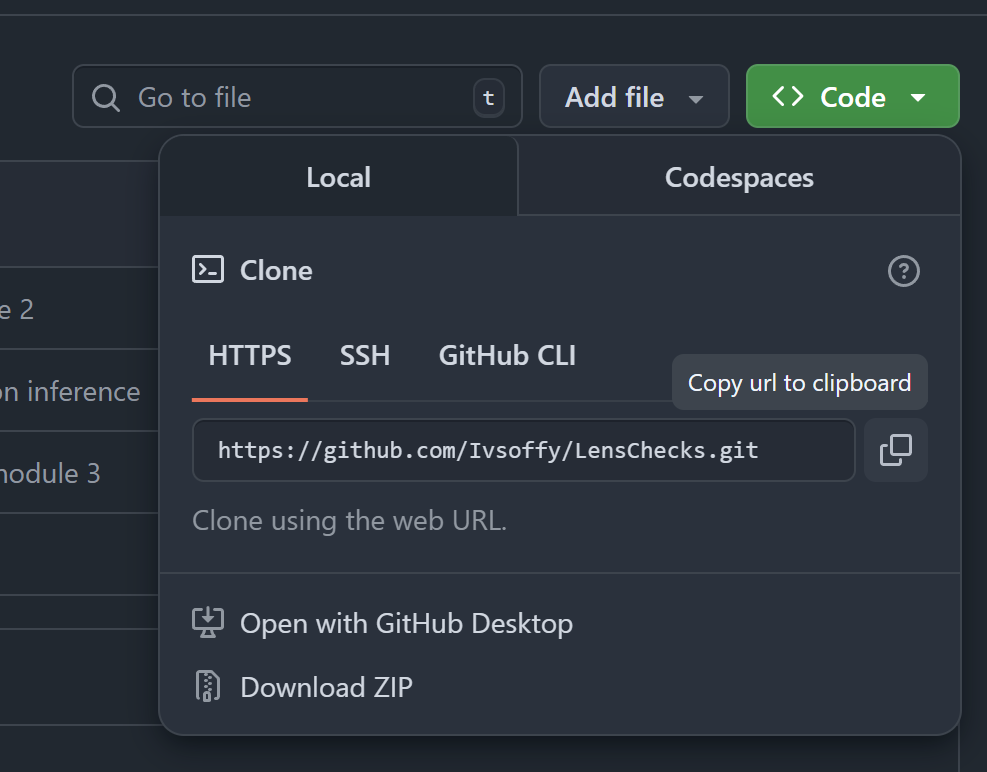 Go to file
t
Add file
Code
Local
Codespaces
Clone
e 2
HTTPS
SSH
GitHub CLI
Copy url to clipboard
on inference
https://github.com/Ivsoffy/LensChecks.git
module 3
Clone using the web URL.
Open with GitHub Desktop
Download ZIP